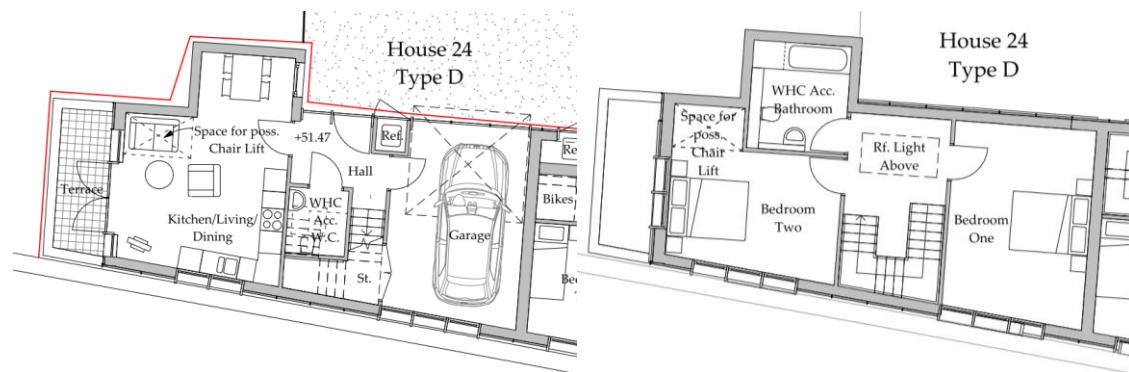 House 24
Type D
Space for poss.
Chair Lift
+51.47
Ref.
Hall
Terrace
WHC
Acc.
W.C.
Kitchen/Living/
Dining
Garage
St.
Bikes
House 24
Type D
WHC Acc.
Bathroom
Space for
poss.
Chair
Lift
Rf. Light
Above
Bedroom
Two
Bedroom
One